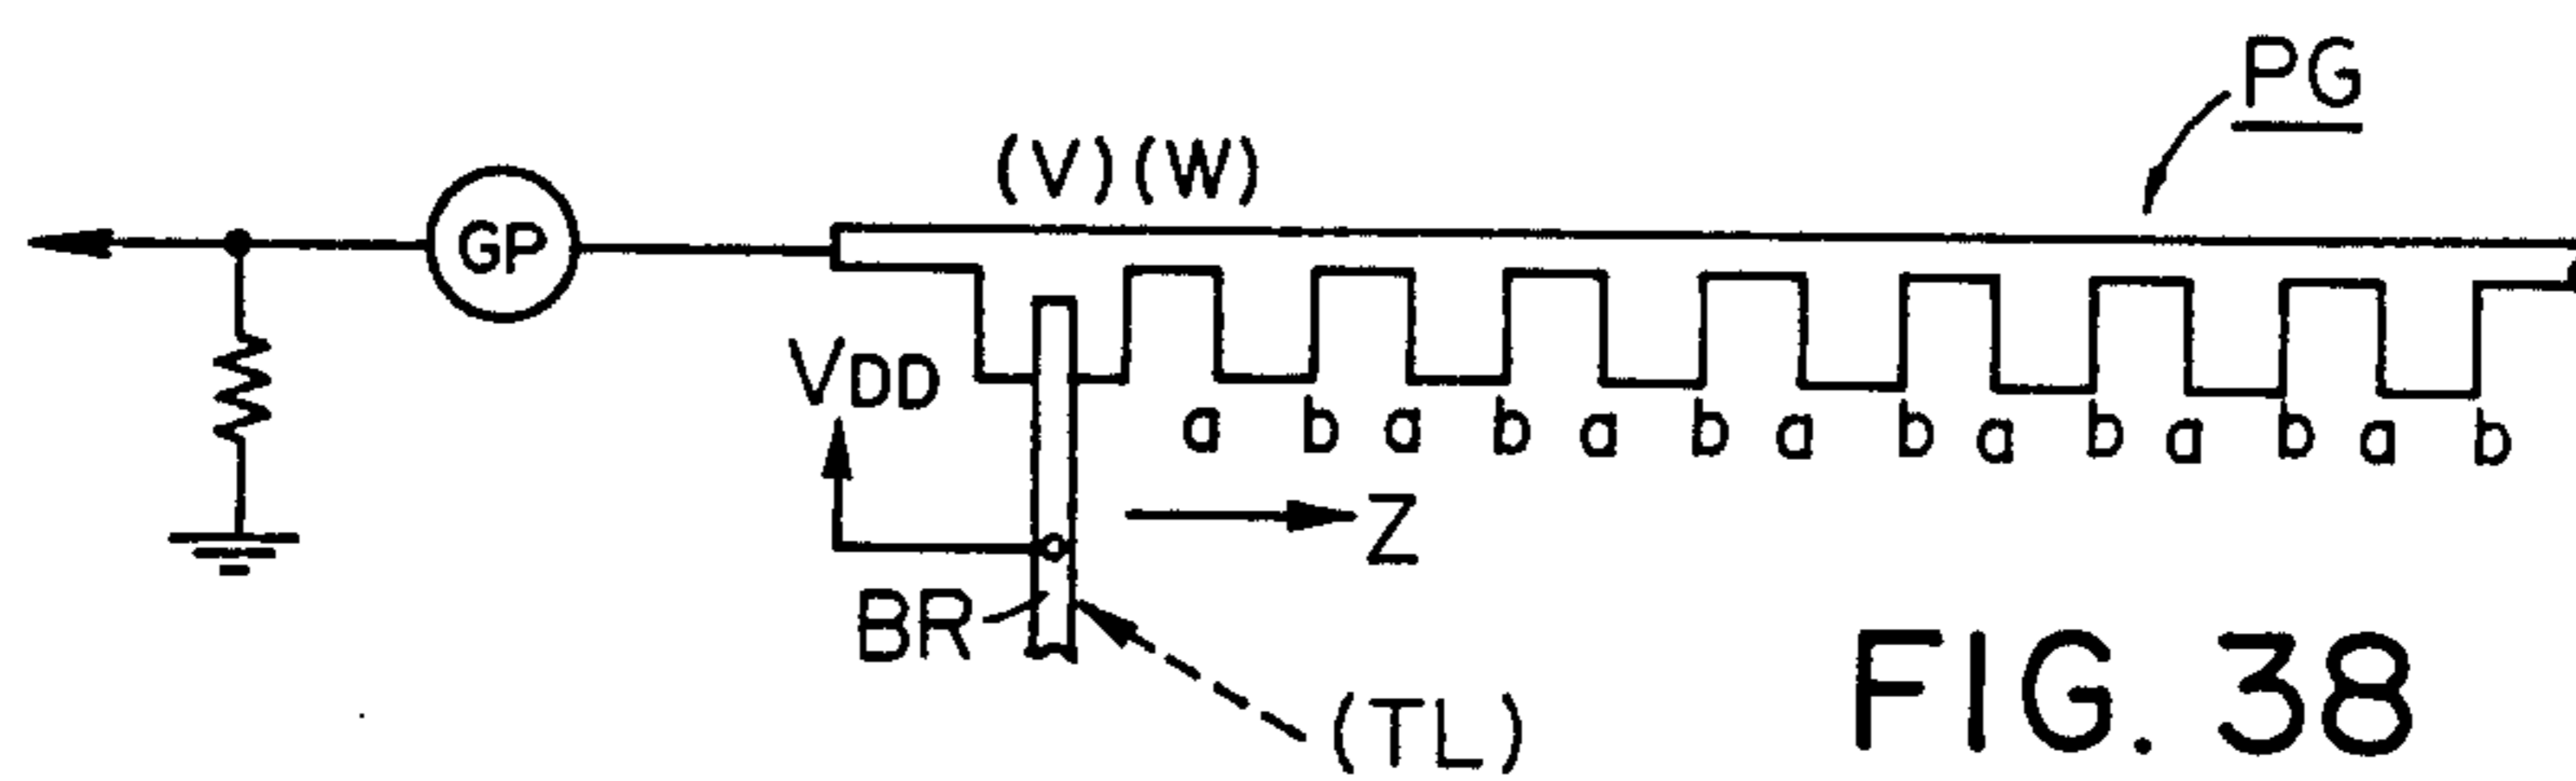 PG
(V)(W)
GP
VDD
a b a b a b a b a b a b a b
Z
BR
(TL)
FIG. 38